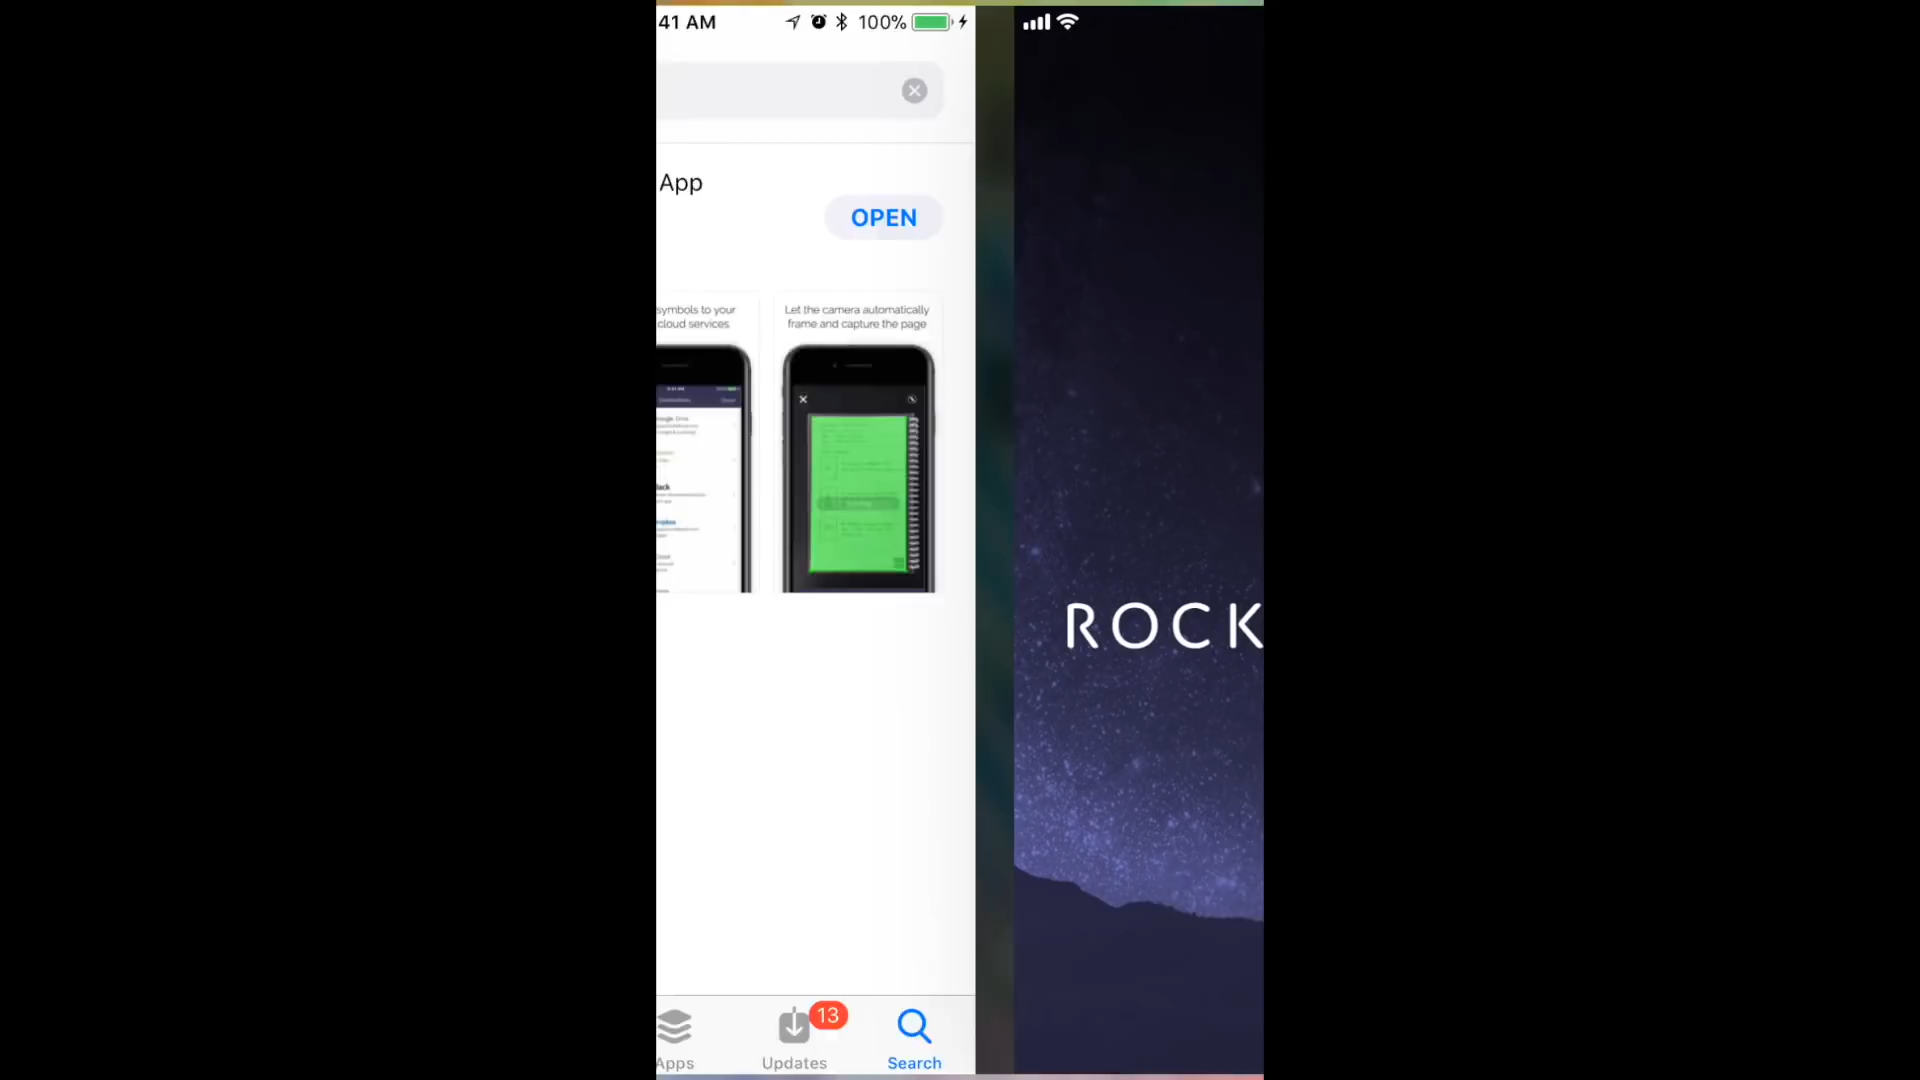 41 AM
100%
App
OPEN
symbols to your
cloud services
Let the camera automatically
frame and capture the page
Apps
Updates
13
Search
ROCK